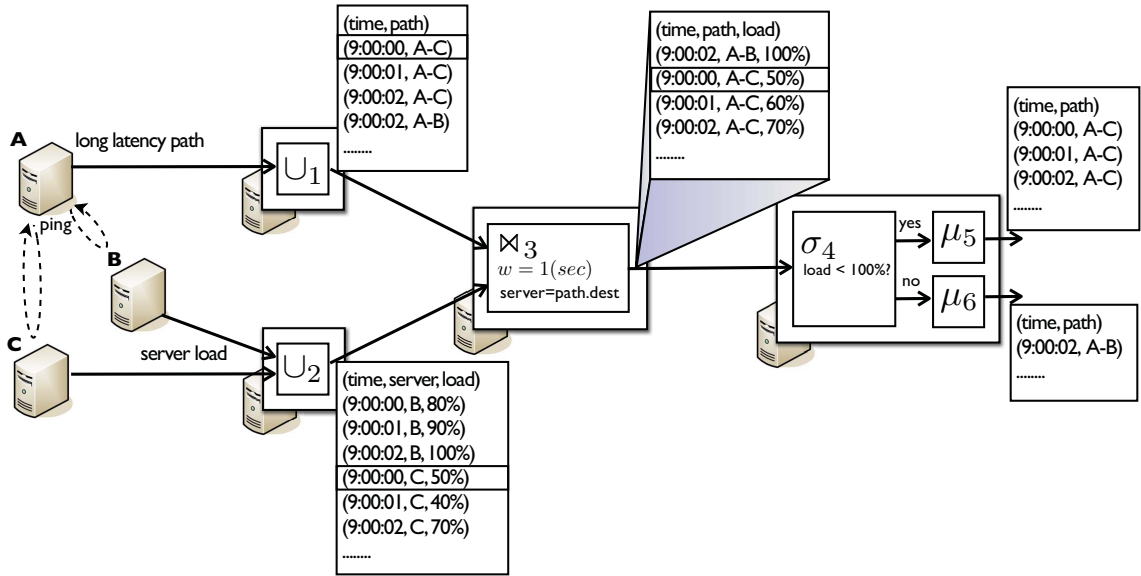 (time, path)
(9:00:00, A-C)
(9:00:01, A-C)
(9:00:02, A-C)
(9:00:02, A-B)
........
(time, path, load)
(9:00:02, A-B, 100%)
(9:00:00, A-C, 50%)
(9:00:01, A-C, 60%)
(9:00:02, A-C, 70%)
........
(time, path)
(9:00:00, A-C)
(9:00:01, A-C)
(9:00:02, A-C)
........
A
long latency path
∪1
ping
B
⋈3
w = 1(sec)
server=path.dest
σ4
load < 100%?
yes
μ5
no
μ6
C
server load
∪2
(time, path)
(9:00:02, A-B)
........
(time, server, load)
(9:00:00, B, 80%)
(9:00:01, B, 90%)
(9:00:02, B, 100%)
(9:00:00, C, 50%)
(9:00:01, C, 40%)
(9:00:02, C, 70%)
........